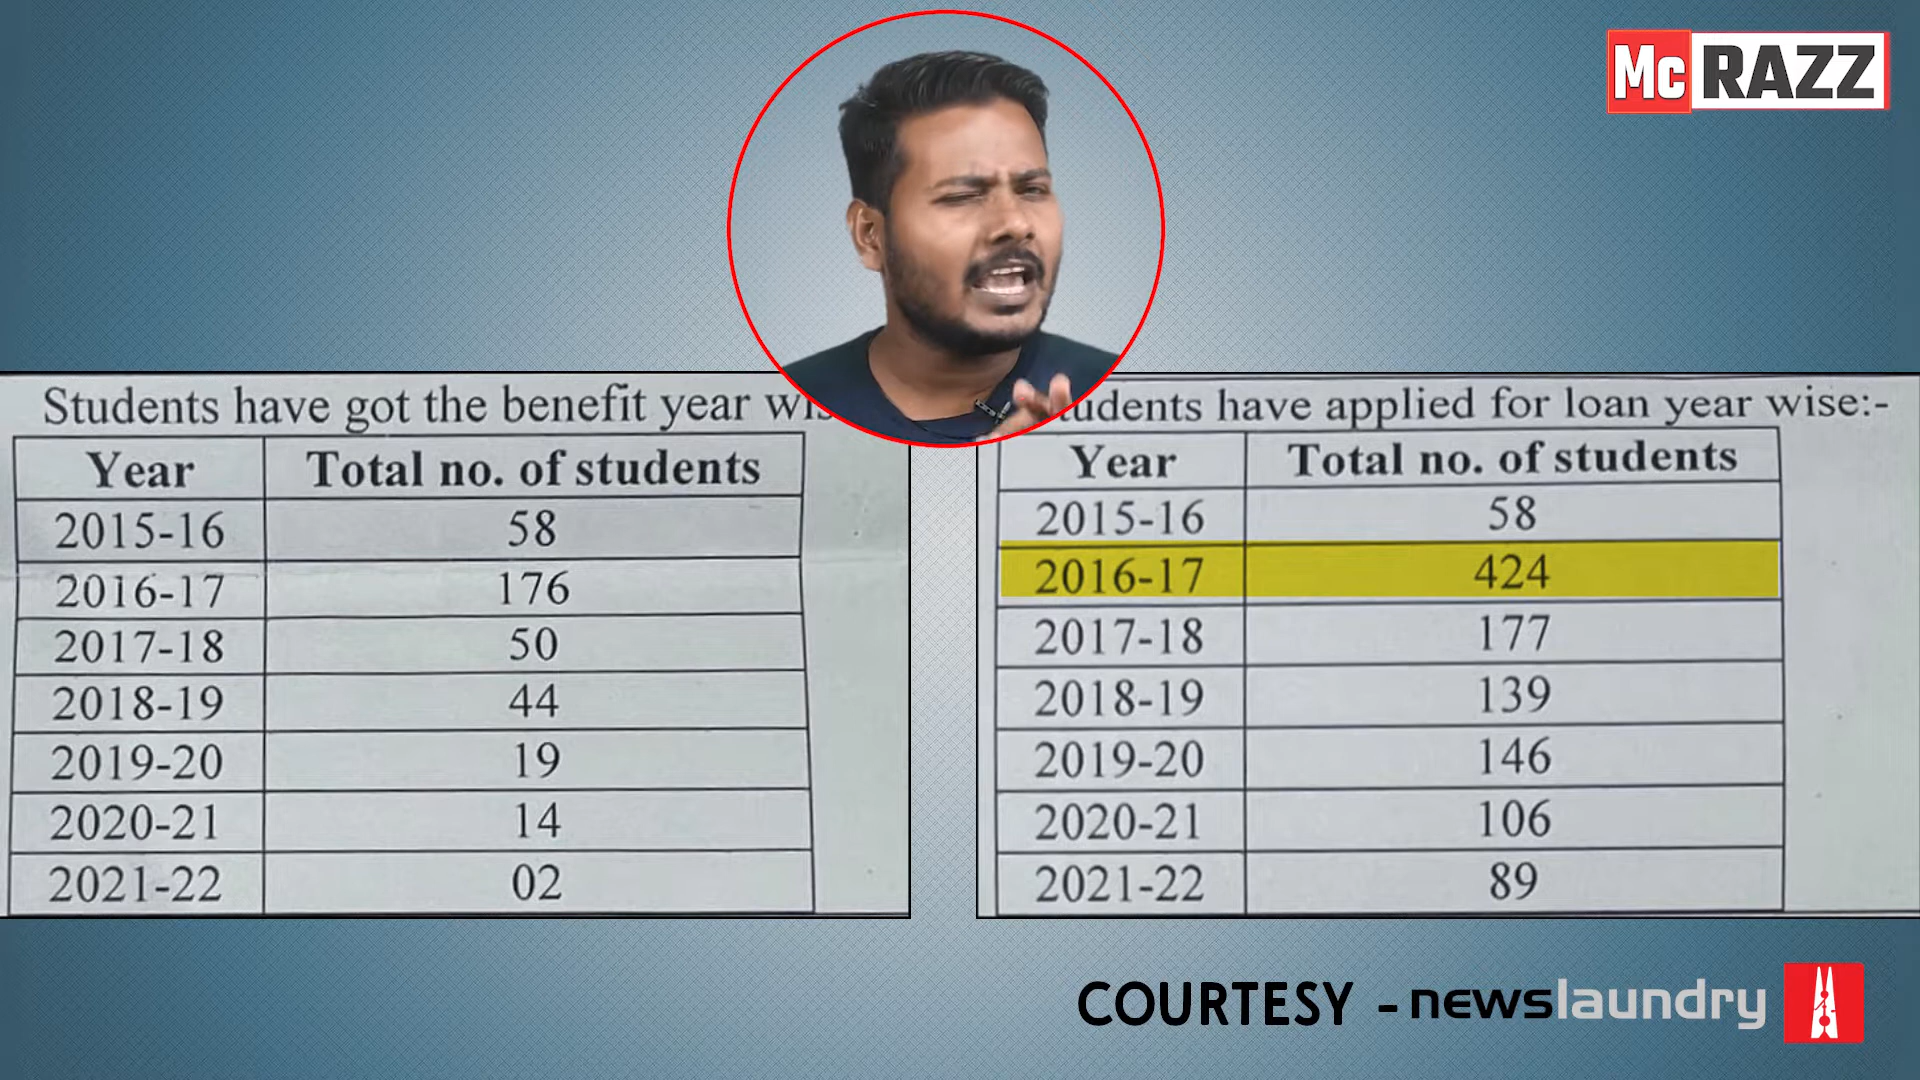 Mc RAZZ
Students have got the benefit year
Year Total no. of students
2015-16 58
2016-17 176
2017-18 50
2018-19 44
2019-20 19
2020-21 14
2021-22 02
have applied for loan year wise:-
Year Total no. of students
2015-16 58
2016-17 424
2017-18 177
2018-19 139
2019-20 146
2020-21 106
2021-22 89
COURTESY - newslaundry